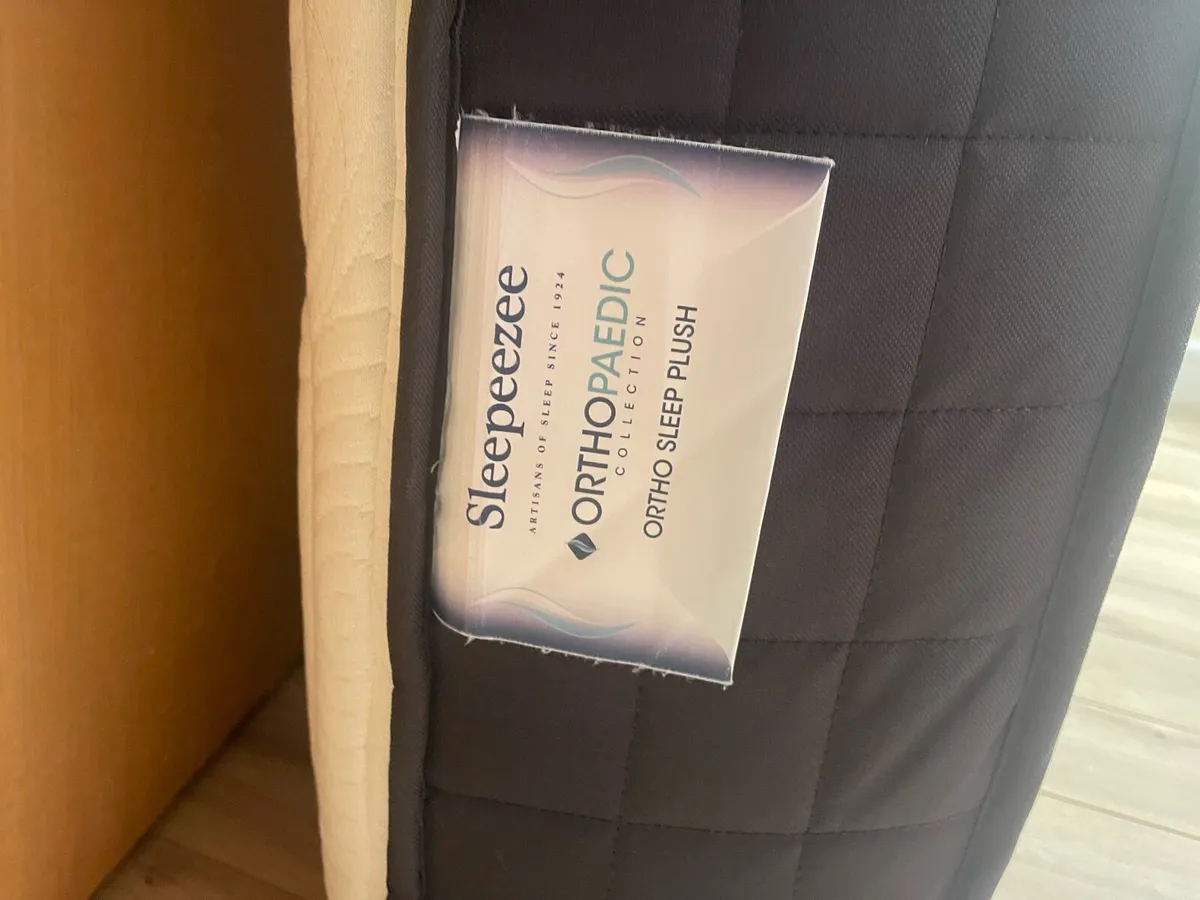 Sleepeezee
ARTISANS OF SLEEP SINCE 1924
ORTHOPAEDIC
COLLECTION
ORTHO SLEEP PLUSH